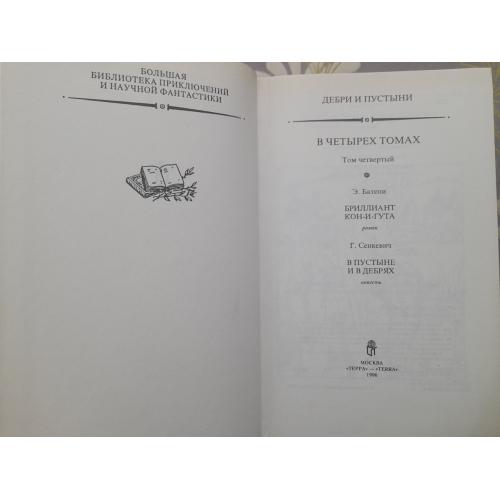 БОЛЬШАЯ
БИБЛИОТЕКА ПРИКЛЮЧЕНИЙ
И НАУЧНОЙ ФАНТАСТИКИ
ДЕБРИ И ПУСТЫНИ
В ЧЕТЫРЕХ ТОМАХ
Том четвертый
Э. Базени
БРИЛЛИАНТ
КОН-И-ГУТА
роман
Г. Сенкевич
В ПУСТЫНЕ
И В ДЕБРЯХ
повесть
МОСКВА
«ТЕРРА» — «TERRA»
1996